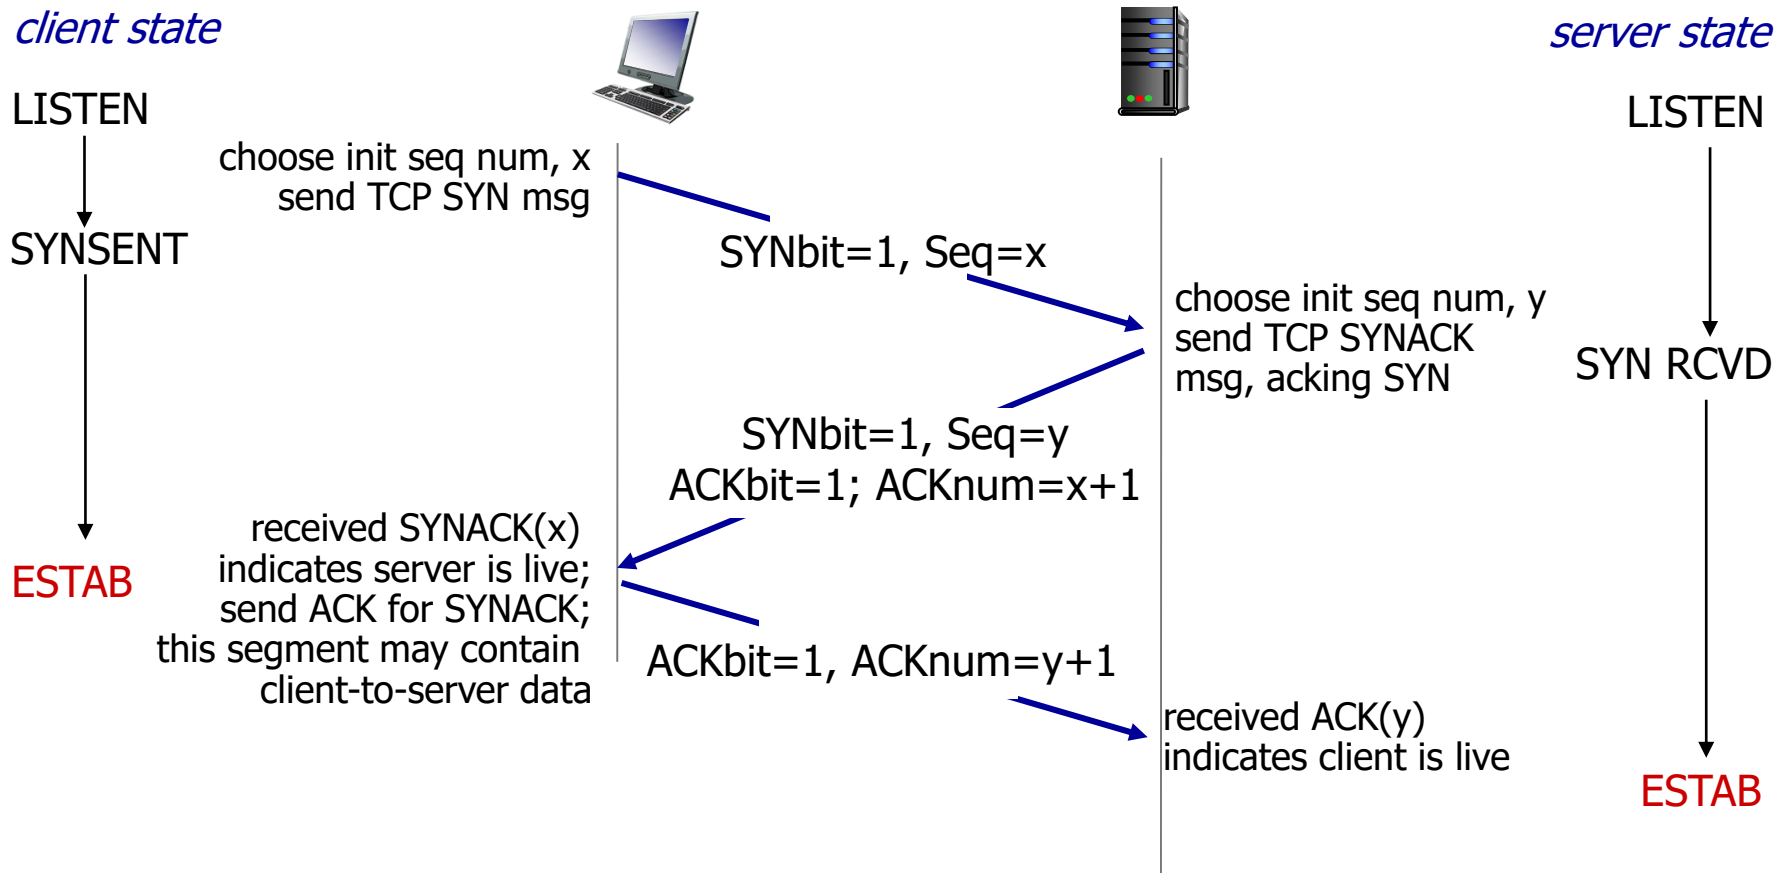 client state
server state
LISTEN
LISTEN
choose init seq num, x
send TCP SYN msg
SYNSENT
SYNbit=1, Seq=x
choose init seq num, y
send TCP SYNACK
msg, acking SYN
SYN RCVD
SYNbit=1, Seq=y
ACKbit=1; ACKnum=x+1
received SYNACK(x)
indicates server is live;
send ACK for SYNACK;
this segment may contain
client-to-server data
ESTAB
ACKbit=1, ACKnum=y+1
received ACK(y)
indicates client is live
ESTAB